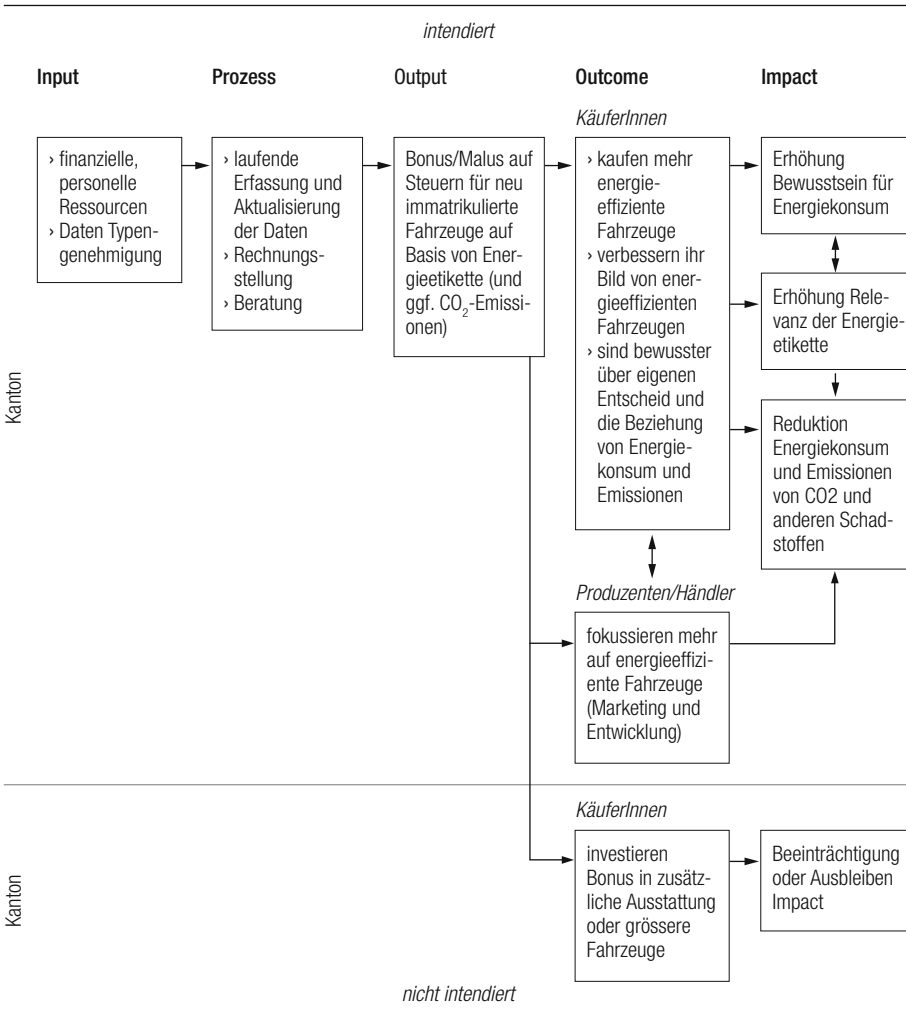 intendiert
Input
Prozess
Output
Outcome
Impact
Kanton
› finanzielle,
personelle
Ressourcen
› Daten Typen-
genehmigung
› laufende
Erfassung und
Aktualisierung
der Daten
› Rechnungs-
stellung
› Beratung
Bonus/Malus auf
Steuern für neu
immatrikulierte
Fahrzeuge auf
Basis von Ener-
gieetikette (und
ggf. CO₂-Emissi-
onen)
KäuferInnen
› kaufen mehr
energie-
effiziente
Fahrzeuge
› verbessern ihr
Bild von ener-
gieeffizienten
Fahrzeugen
› sind bewusster
über eigenen
Entscheid und
die Beziehung
von Energie-
konsum und
Emissionen
Erhöhung
Bewusstsein für
Energiekonsum
Erhöhung Rele-
vanz der Energie-
etikette
Reduktion
Energiekonsum
und Emissionen
von CO2 und
anderen Schad-
stoffen
Produzenten/Händler
fokussieren mehr
auf energieeffizi-
ente Fahrzeuge
(Marketing und
Entwicklung)
Kanton
KäuferInnen
investieren
Bonus in zusätz-
liche Ausstattung
oder grössere
Fahrzeuge
Beeinträchtigung
oder Ausbleiben
Impact
nicht intendiert